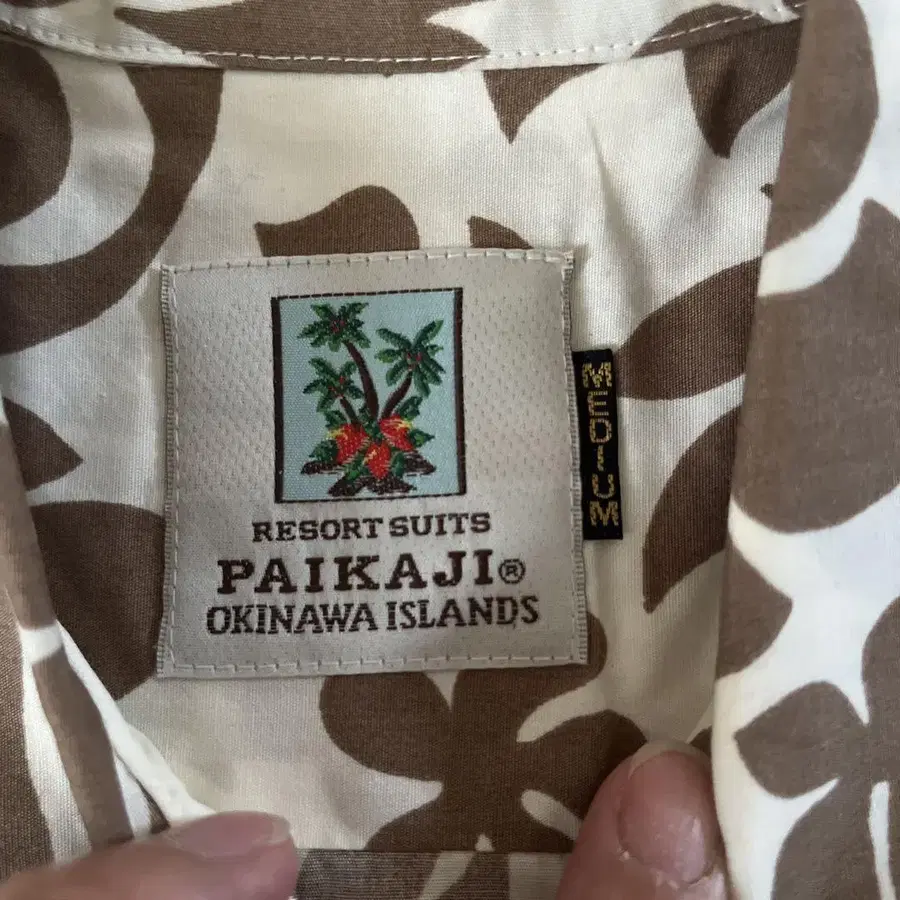 RESORT SUITS
PAIKAJI®
OKINAWA ISLANDS
MEDIUM